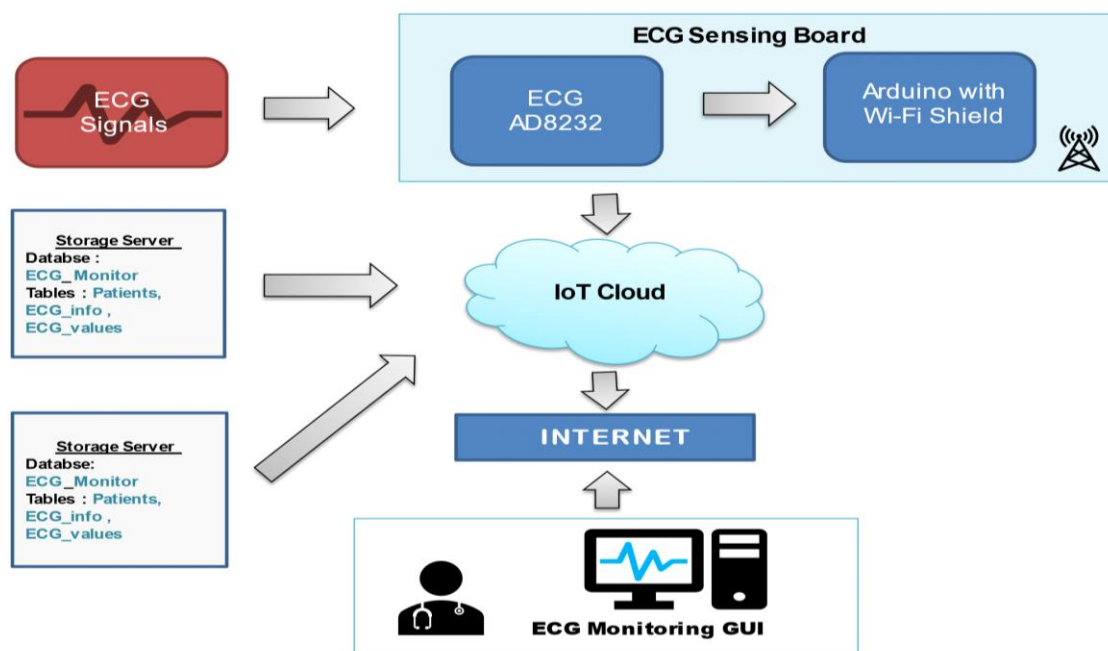 ECG Sensing Board
ECG
Signals
ECG
AD8232
Arduino with
Wi-Fi Shield
Storage Server
Databse :
ECG_Monitor
Tables : Patients,
ECG_info ,
ECG_values
IoT Cloud
Storage Server
Databse:
ECG_Monitor
Tables : Patients,
ECG_info ,
ECG_values
INTERNET
ECG Monitoring GUI